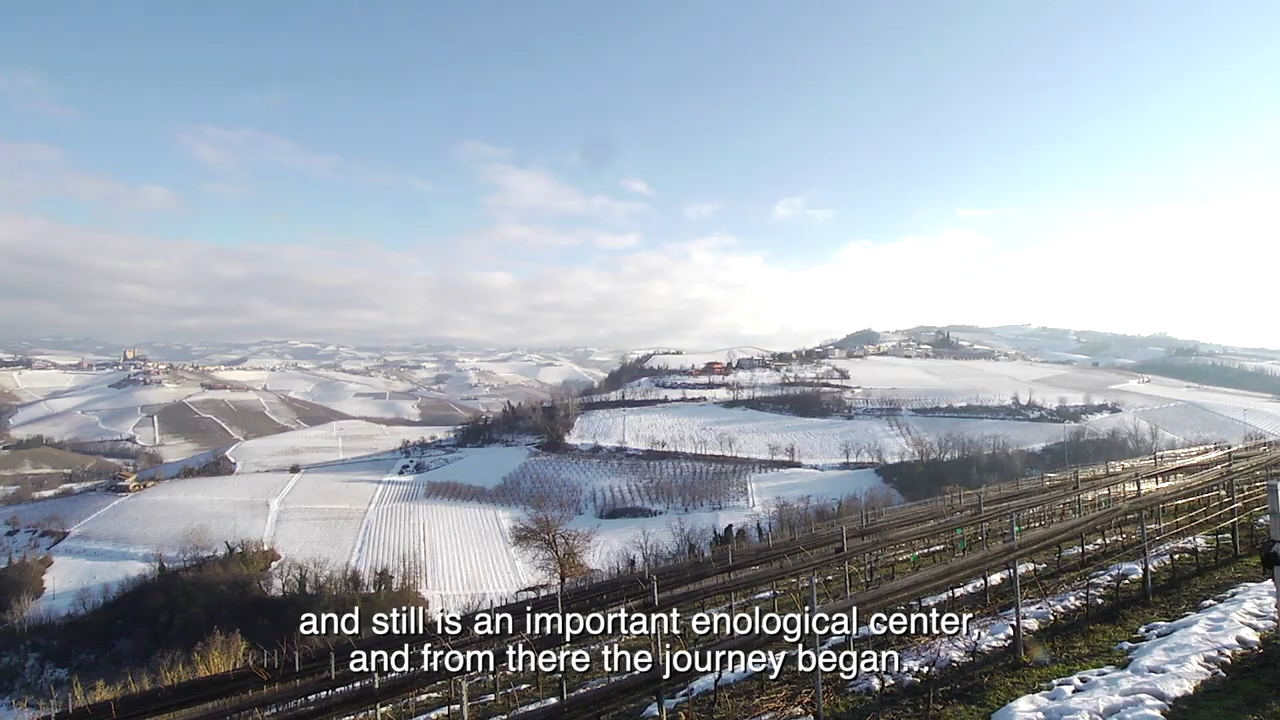 and still is an important enological center,
and from there the journey began...